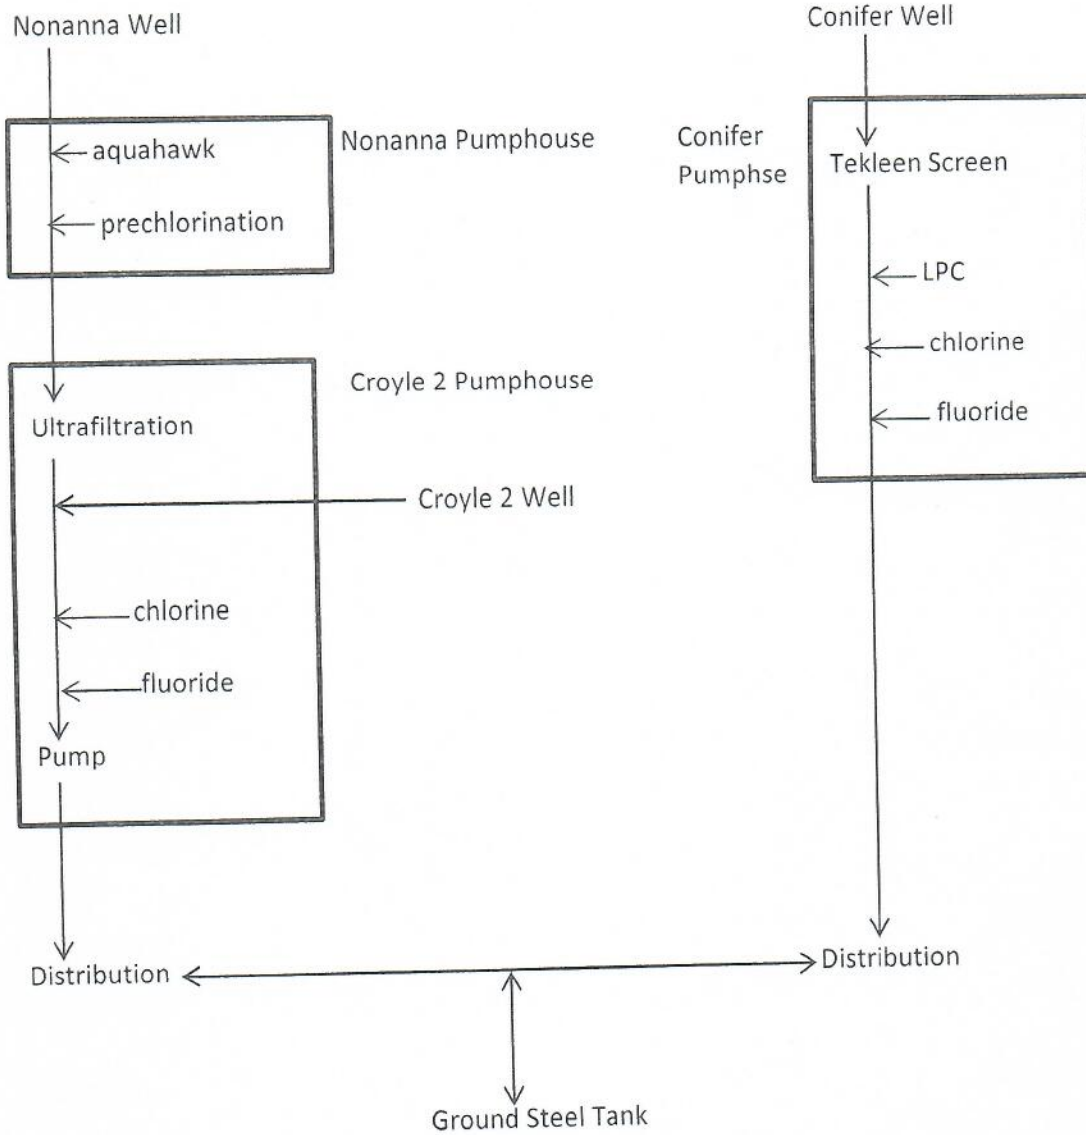 Nonanna Well
Conifer Well
aquahawk
Nonanna Pumphouse
Conifer
Pumphse
Tekleen Screen
prechlorination
LPC
chlorine
Croyle 2 Pumphouse
fluoride
Ultrafiltration
Croyle 2 Well
chlorine
fluoride
Pump
Distribution
Distribution
Ground Steel Tank